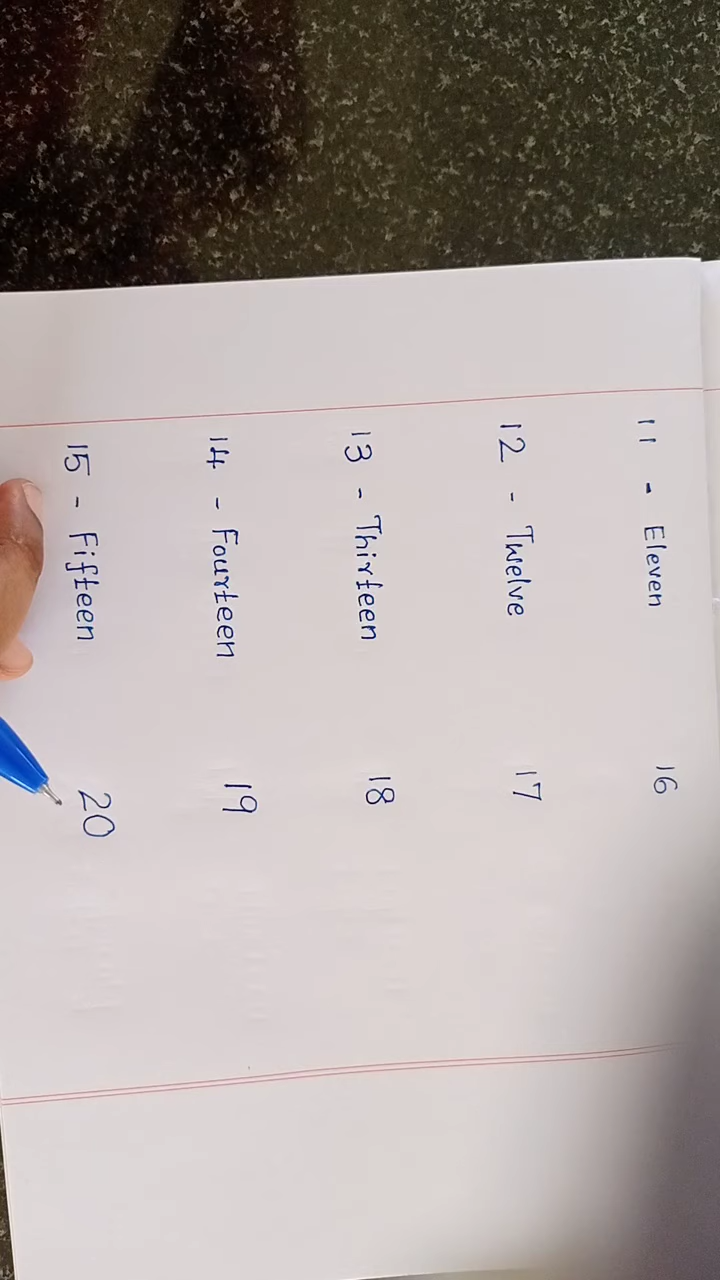 11 - Eleven 16
12 - Twelve 17
13 - Thirteen 18
14 - Fourteen 19
15 - Fifteen 20